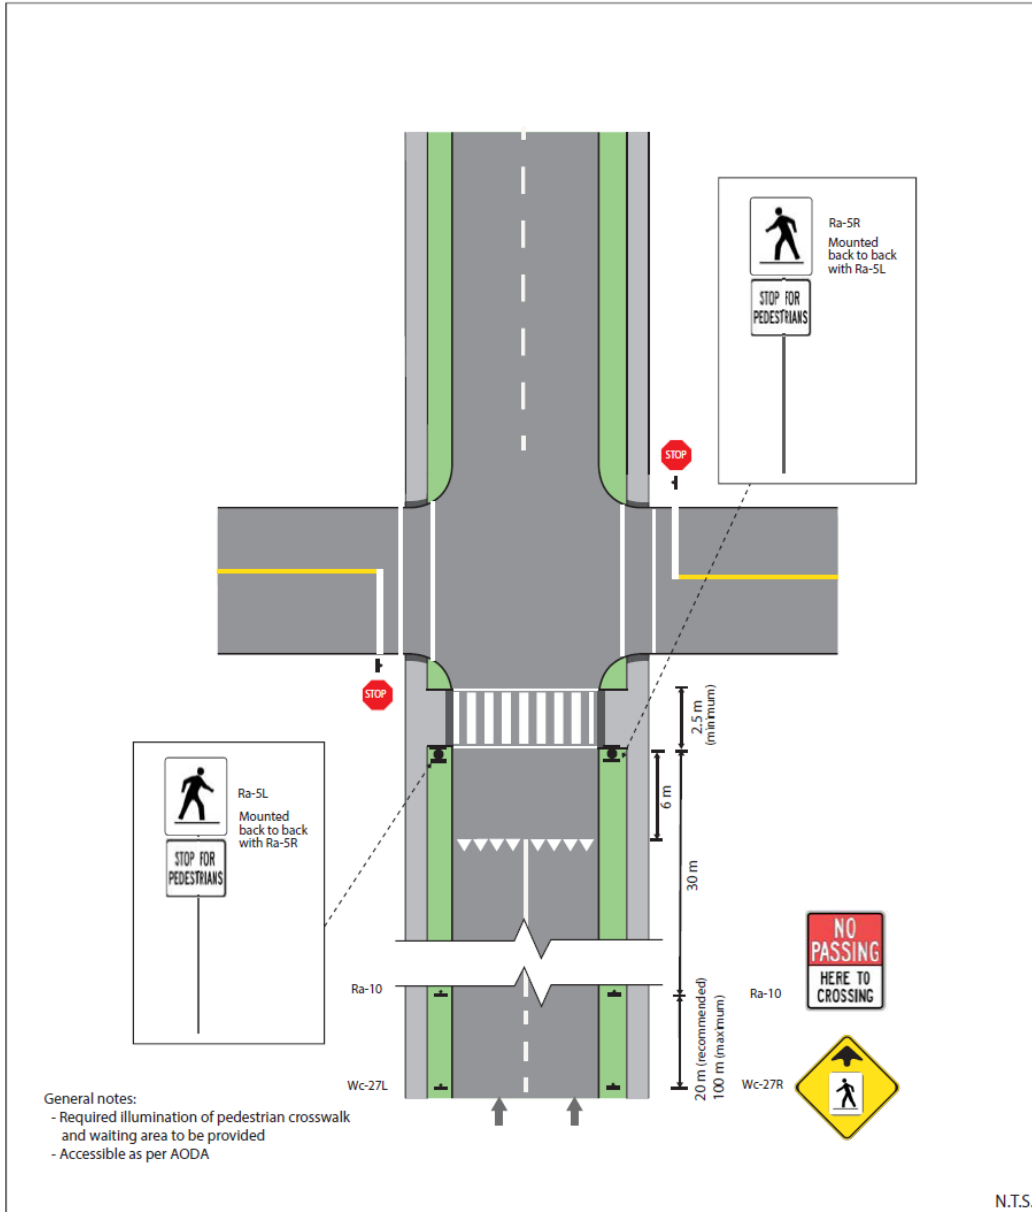 Ra-5R
Mounted
back to back
with Ra-5L
STOP FOR
PEDESTRIANS
STOP
STOP
2.5 m
(minimum)
6 m
30 m
Ra-5L
Mounted
back to back
with Ra-5R
STOP FOR
PEDESTRIANS
NO
PASSING
HERE TO
CROSSING
Ra-10
Ra-10
20 m (recommended)
100 m (maximum)
Wc-27L
Wc-27R
General notes:
- Required illumination of pedestrian crosswalk
and waiting area to be provided
- Accessible as per AODA
N.T.S.